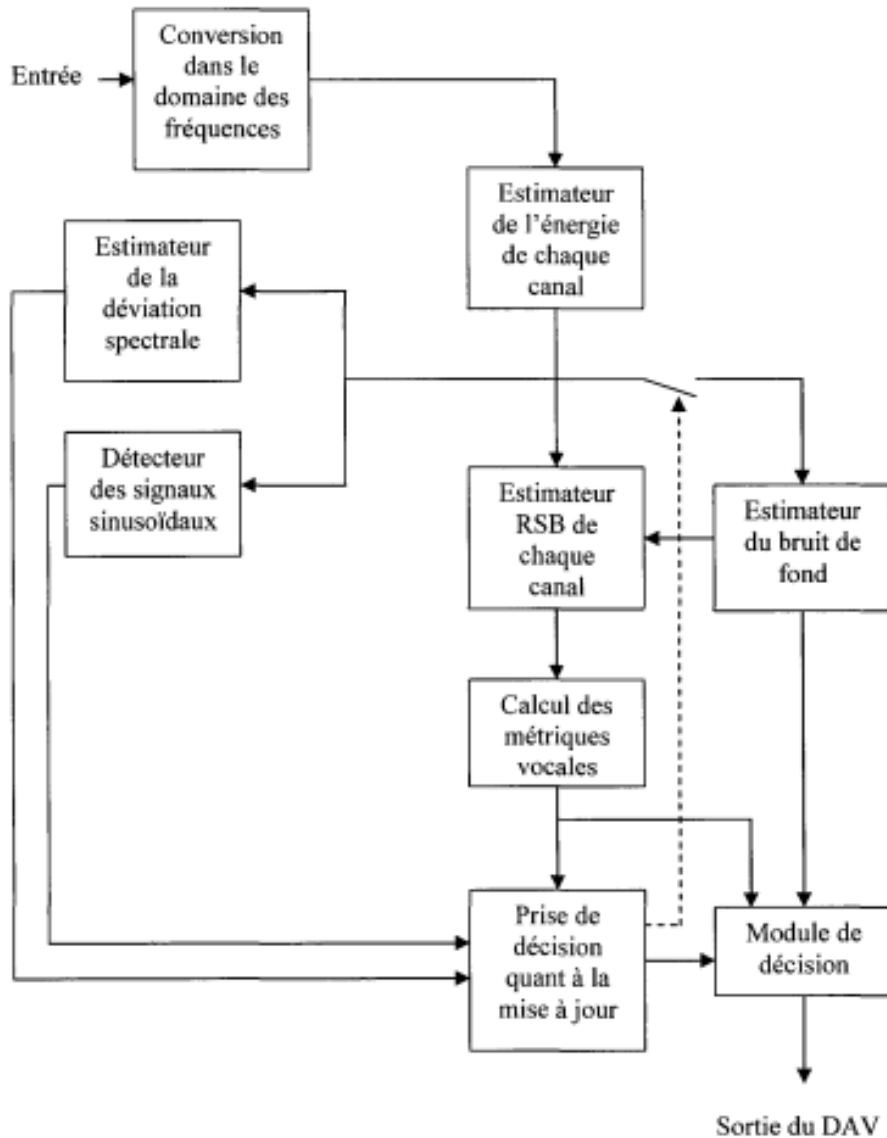 Conversion
dans le
domaine des
fréquences
Entrée
Estimateur
de l'énergie
de chaque
canal
Estimateur
de la
déviation
spectrale
Détecteur
des signaux
sinusoïdaux
Estimateur
RSB de
chaque
canal
Estimateur
du bruit de
fond
Calcul des
métriques
vocales
Prise de
décision
quant à la
mise à jour
Module de
décision
Sortie du DAV